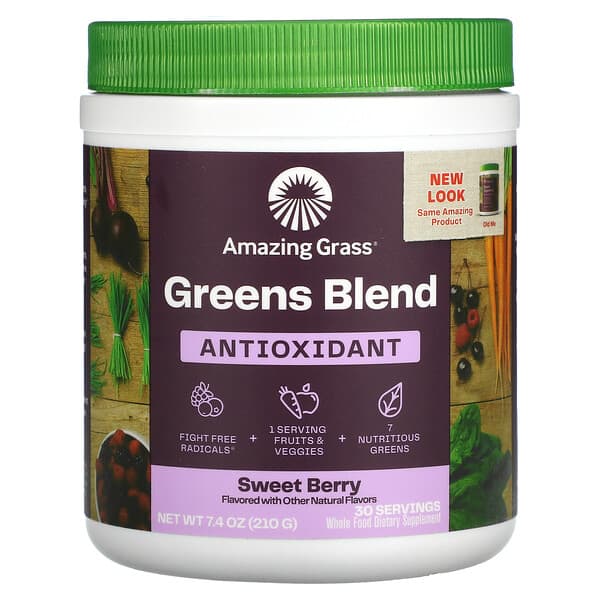 NEW
LOOK
Same Amazing
Product
Old Me
Amazing Grass®
Greens Blend
ANTIOXIDANT
FIGHT FREE
RADICALS*
+
1 SERVING
FRUITS &
VEGGIES
+
7
NUTRITIOUS
GREENS
Sweet Berry
Flavored with Other Natural Flavors
NET WT 7.4 OZ (210 G)
30 SERVINGS
Whole Food Dietary Supplement